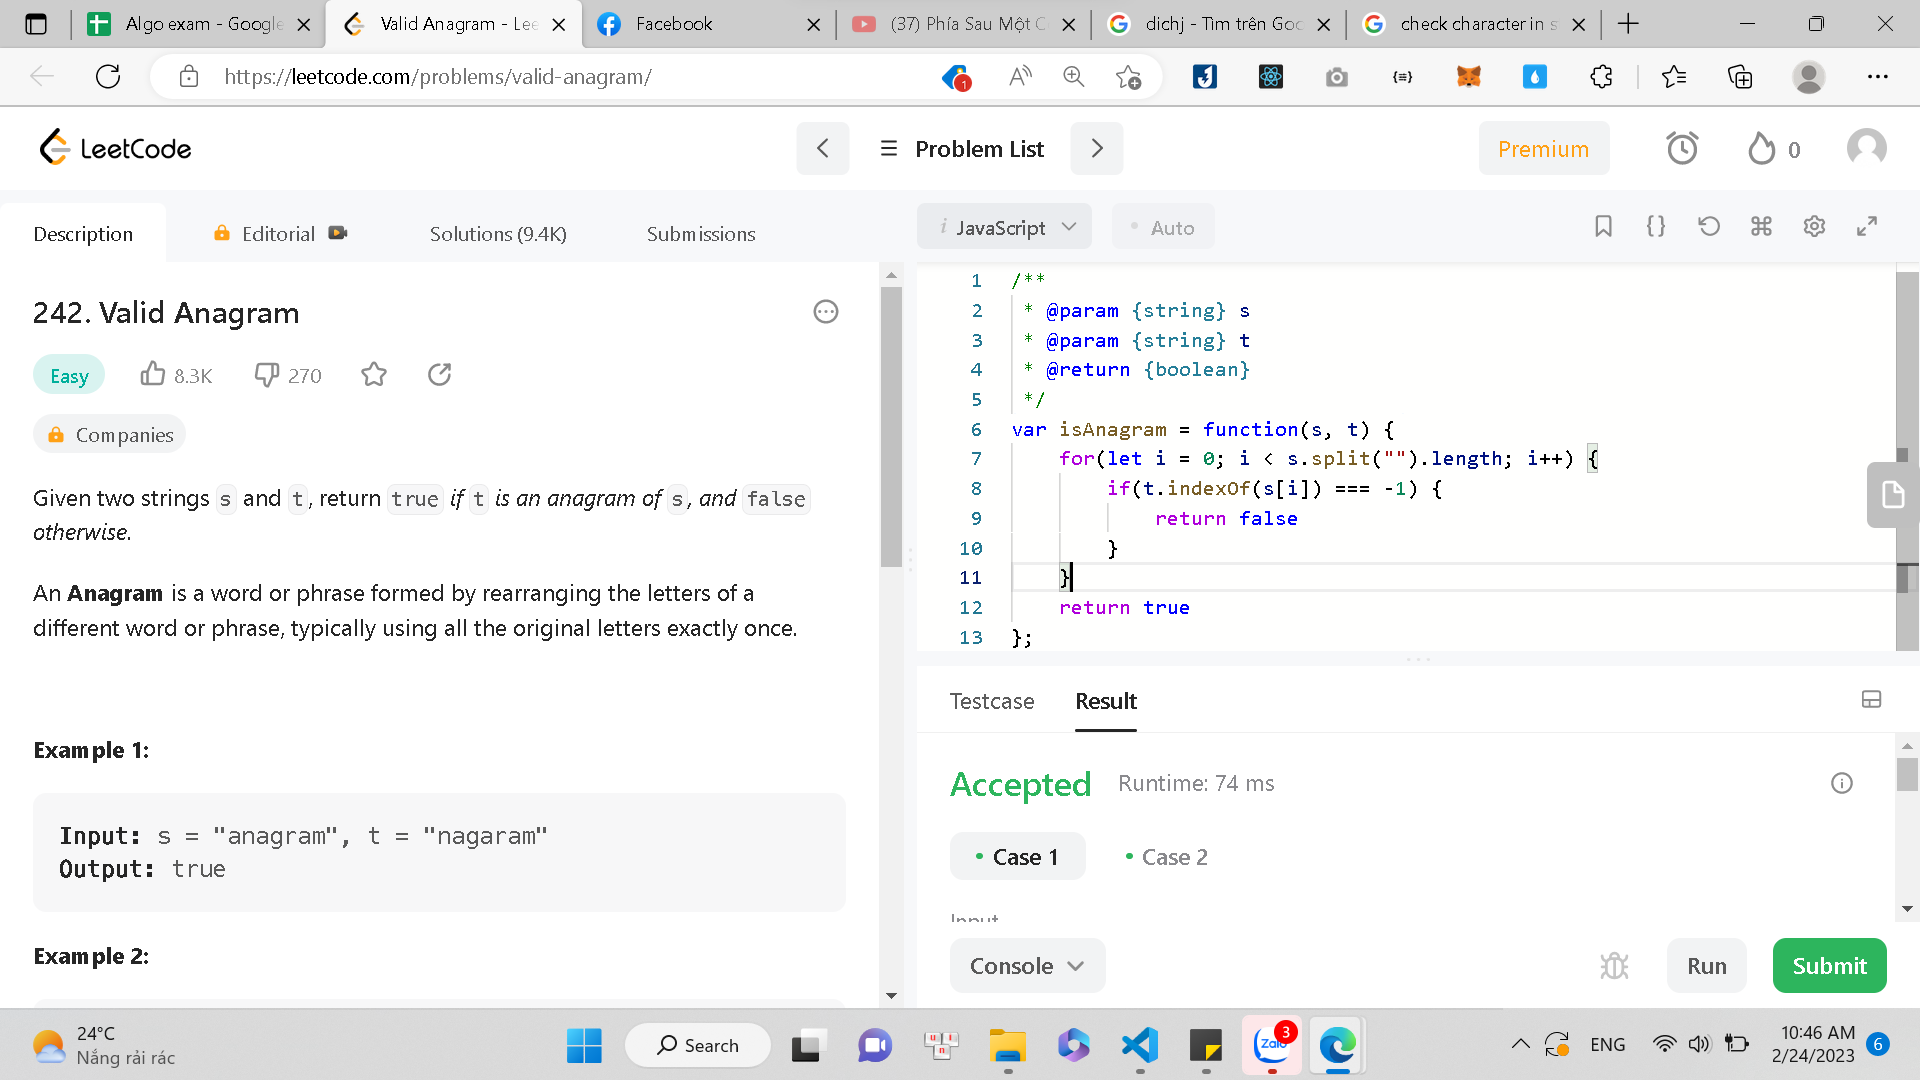 Algo exam - Google
Valid Anagram - Lee
Facebook
(37) Phía Sau Một C
dichj - Tìm trên Goo
check character in s
https://leetcode.com/problems/valid-anagram/
1
LeetCode
Problem List
Premium
0
Description
Editorial
Solutions (9.4K)
Submissions
i JavaScript
Auto
242. Valid Anagram
Easy
8.3K
270
Companies
Given two strings s and t, return true if t is an anagram of s, and false
otherwise.
An Anagram is a word or phrase formed by rearranging the letters of a
different word or phrase, typically using all the original letters exactly once.
Example 1:
Input: s = "anagram", t = "nagaram"
Output: true
Example 2:
1 /**
2 * @param {string} s
3 * @param {string} t
4 * @return {boolean}
5 */
6 var isAnagram = function(s, t) {
7 for(let i = 0; i < s.split("").length; i++) {
8 if(t.indexOf(s[i]) === -1) {
9 return false
10 }
11 }
12 return true
13 };
Testcase
Result
Accepted
Runtime: 74 ms
Case 1
Case 2
Input
Console
Run
Submit
24°C
Nắng rải rác
Search
Zalo
3
ENG
10:46 AM
2/24/2023
6